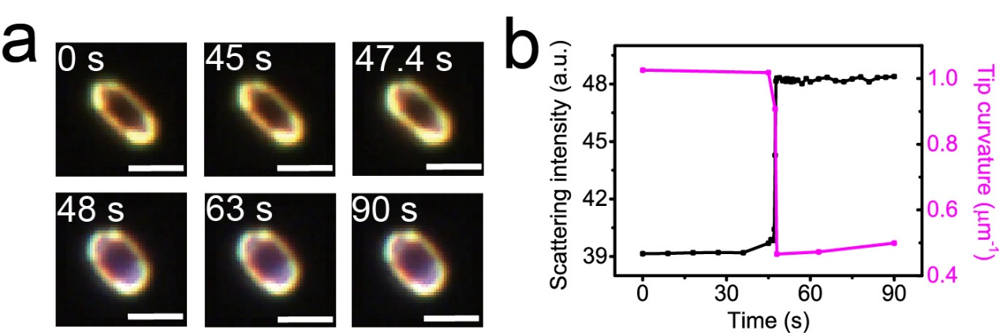 a
0 s
45 s
47.4 s
48 s
63 s
90 s
b
Scattering intensity (a.u.)
48
45
42
39
0
30
60
90
Time (s)
1.0
0.8
0.6
0.4
Tip curvature (μm⁻¹)